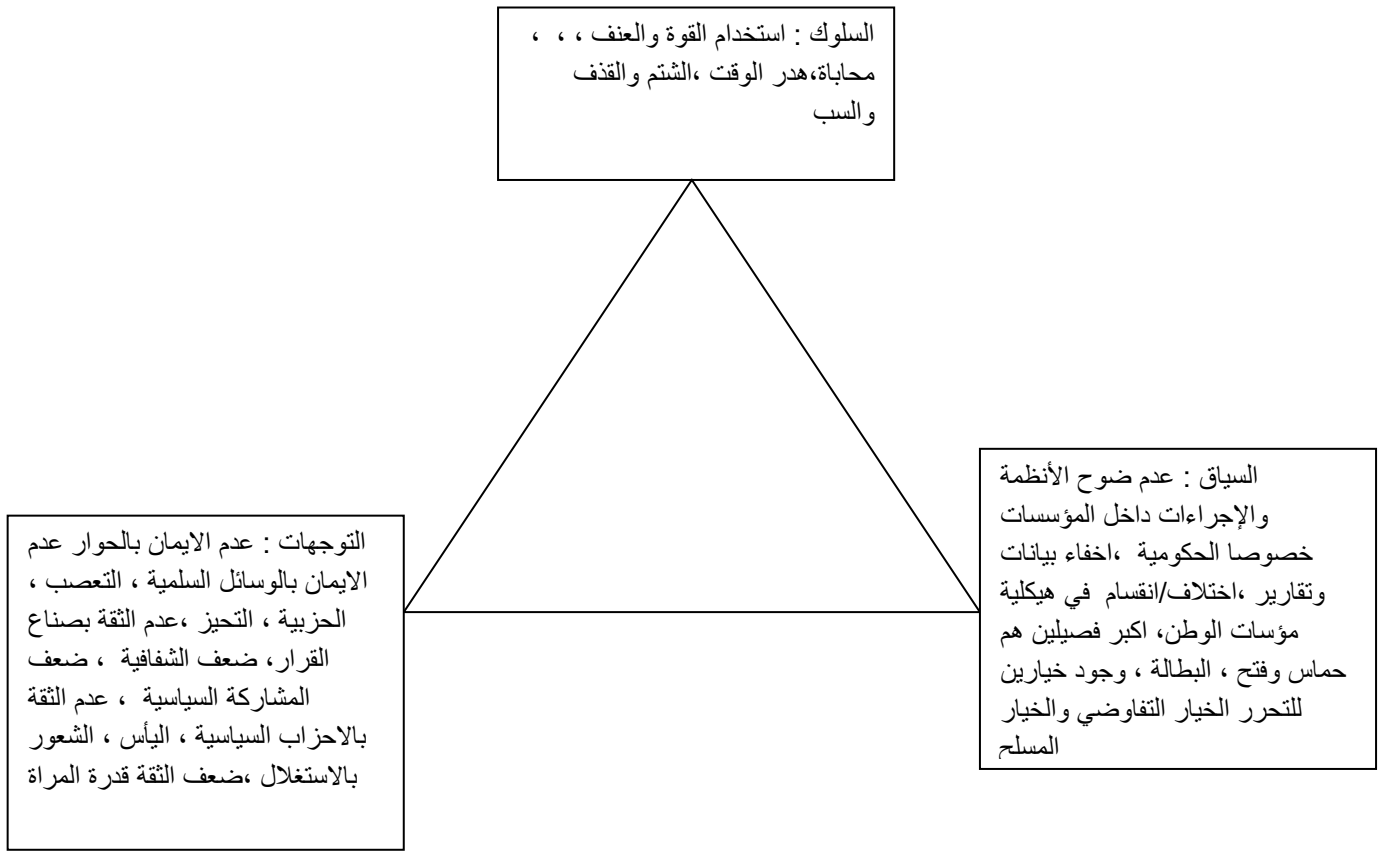 السلوك : استخدام القوة والعنف ، ، ،
محاباة،هدر الوقت ،الشتم والقذف
والسب
السياق : عدم ضوح الأنظمة
والإجراءات داخل المؤسسات
خصوصا الحكومية ،اخفاء بيانات
وتقارير ،اختلاف/انقسام في هيكلية
مؤسات الوطن، اكبر فصيلين هم
حماس وفتح ، البطالة ، وجود خيارين
للتحرر الخيار التفاوضي والخيار
المسلح
التوجهات : عدم الايمان بالحوار عدم
الايمان بالوسائل السلمية ، التعصب ،
الحزبية ، التحيز ،عدم الثقة بصناع
القرار، ضعف الشفافية ، ضعف
المشاركة السياسية ، عدم الثقة
بالاحزاب السياسية ، اليأس ، الشعور
بالاستغلال ،ضعف الثقة قدرة المراة